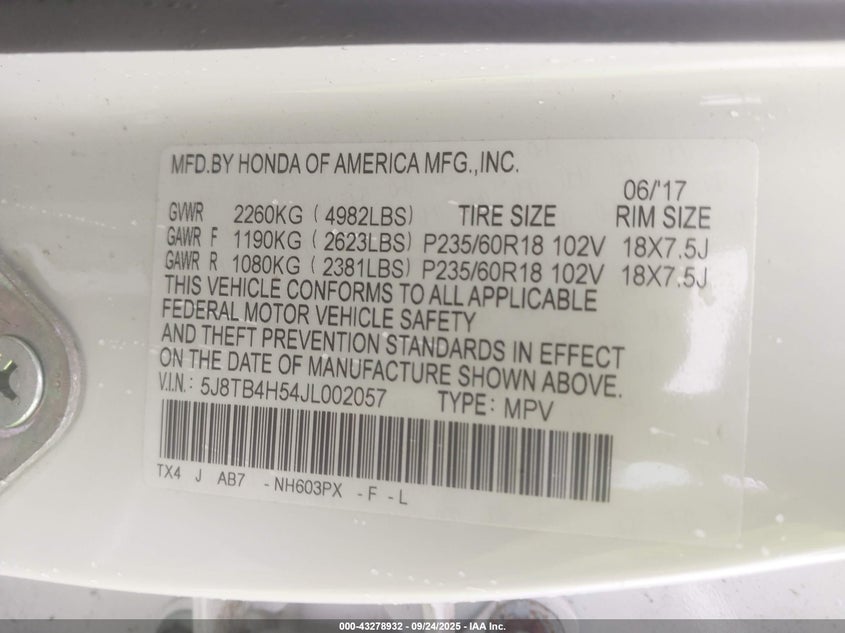 MFD.BY HONDA OF AMERICA MFG.,INC.
06/'17
GVWR 2260KG ( 4982LBS) TIRE SIZE RIM SIZE
GAWR F 1190KG ( 2623LBS) P235/60R18 102V 18X7.5J
GAWR R 1080KG ( 2381LBS) P235/60R18 102V 18X7.5J
THIS VEHICLE CONFORMS TO ALL APPLICABLE
FEDERAL MOTOR VEHICLE SAFETY
AND THEFT PREVENTION STANDARDS IN EFFECT
ON THE DATE OF MANUFACTURE SHOWN ABOVE.
V.I.N.: 5J8TB4H54JL002057 TYPE: MPV
TX4 J AB7 -NH603PX -F -L
000-43278932 - 09/24/2025 - IAA Inc.